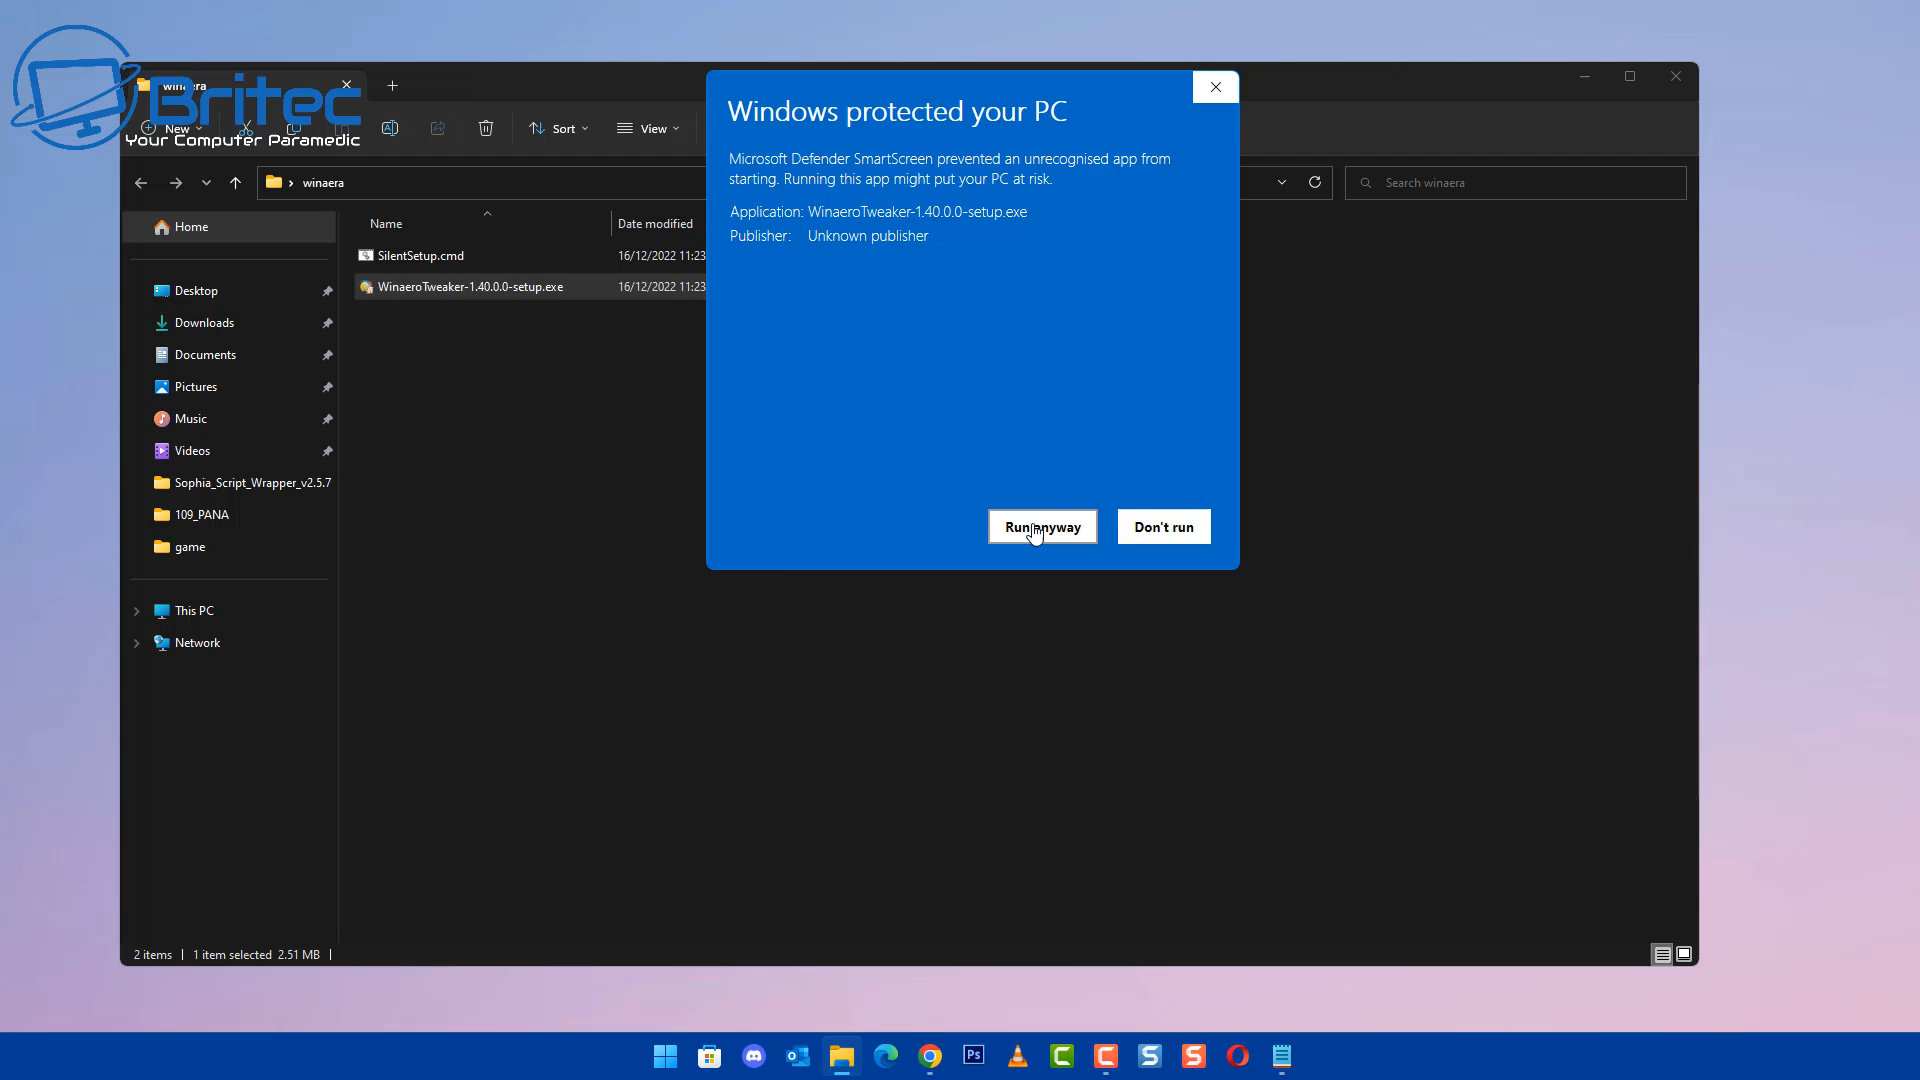 Britec
Your Computer Paramedic
winaera
New
Sort
View
winaera
Search winaera
Home
Desktop
Downloads
Documents
Pictures
Music
Videos
Sophia_Script_Wrapper_v2.5.7
109_PANA
game
This PC
Network
Name
Date modified
SilentSetup.cmd 16/12/2022 11:23
WinaeroTweaker-1.40.0.0-setup.exe 16/12/2022 11:23
Windows protected your PC
Microsoft Defender SmartScreen prevented an unrecognised app from
starting. Running this app might put your PC at risk.
Application: WinaeroTweaker-1.40.0.0-setup.exe
Publisher: Unknown publisher
Run anyway
Don't run
2 items
1 item selected 2.51 MB
Ps